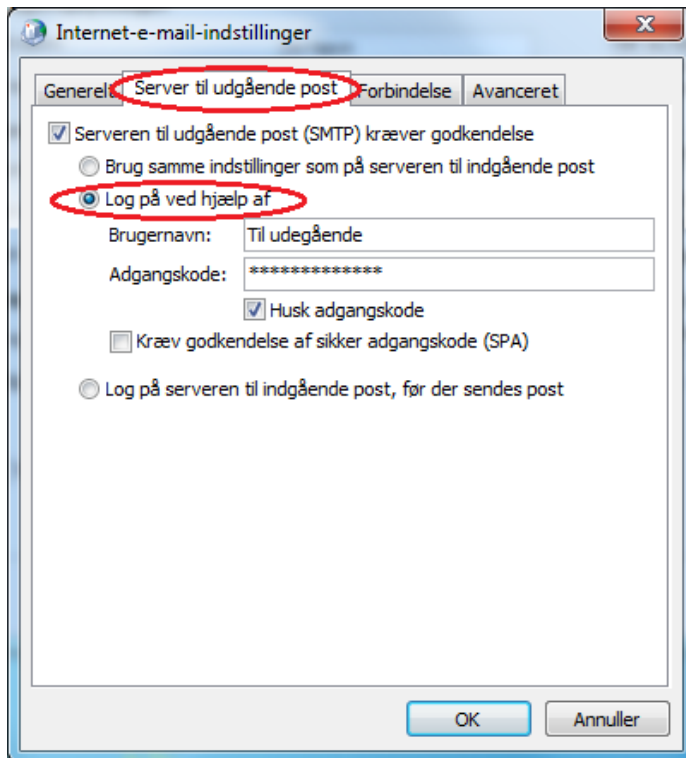 Internet-e-mail-indstillinger
Generelt Server til udgående post Forbindelse Avanceret
Serveren til udgående post (SMTP) kræver godkendelse
Brug samme indstillinger som på serveren til indgående post
Log på ved hjælp af
Brugernavn: Til udegående
Adgangskode: *************
Husk adgangskode
Kræv godkendelse af sikker adgangskode (SPA)
Log på serveren til indgående post, før der sendes post
OK Annuller